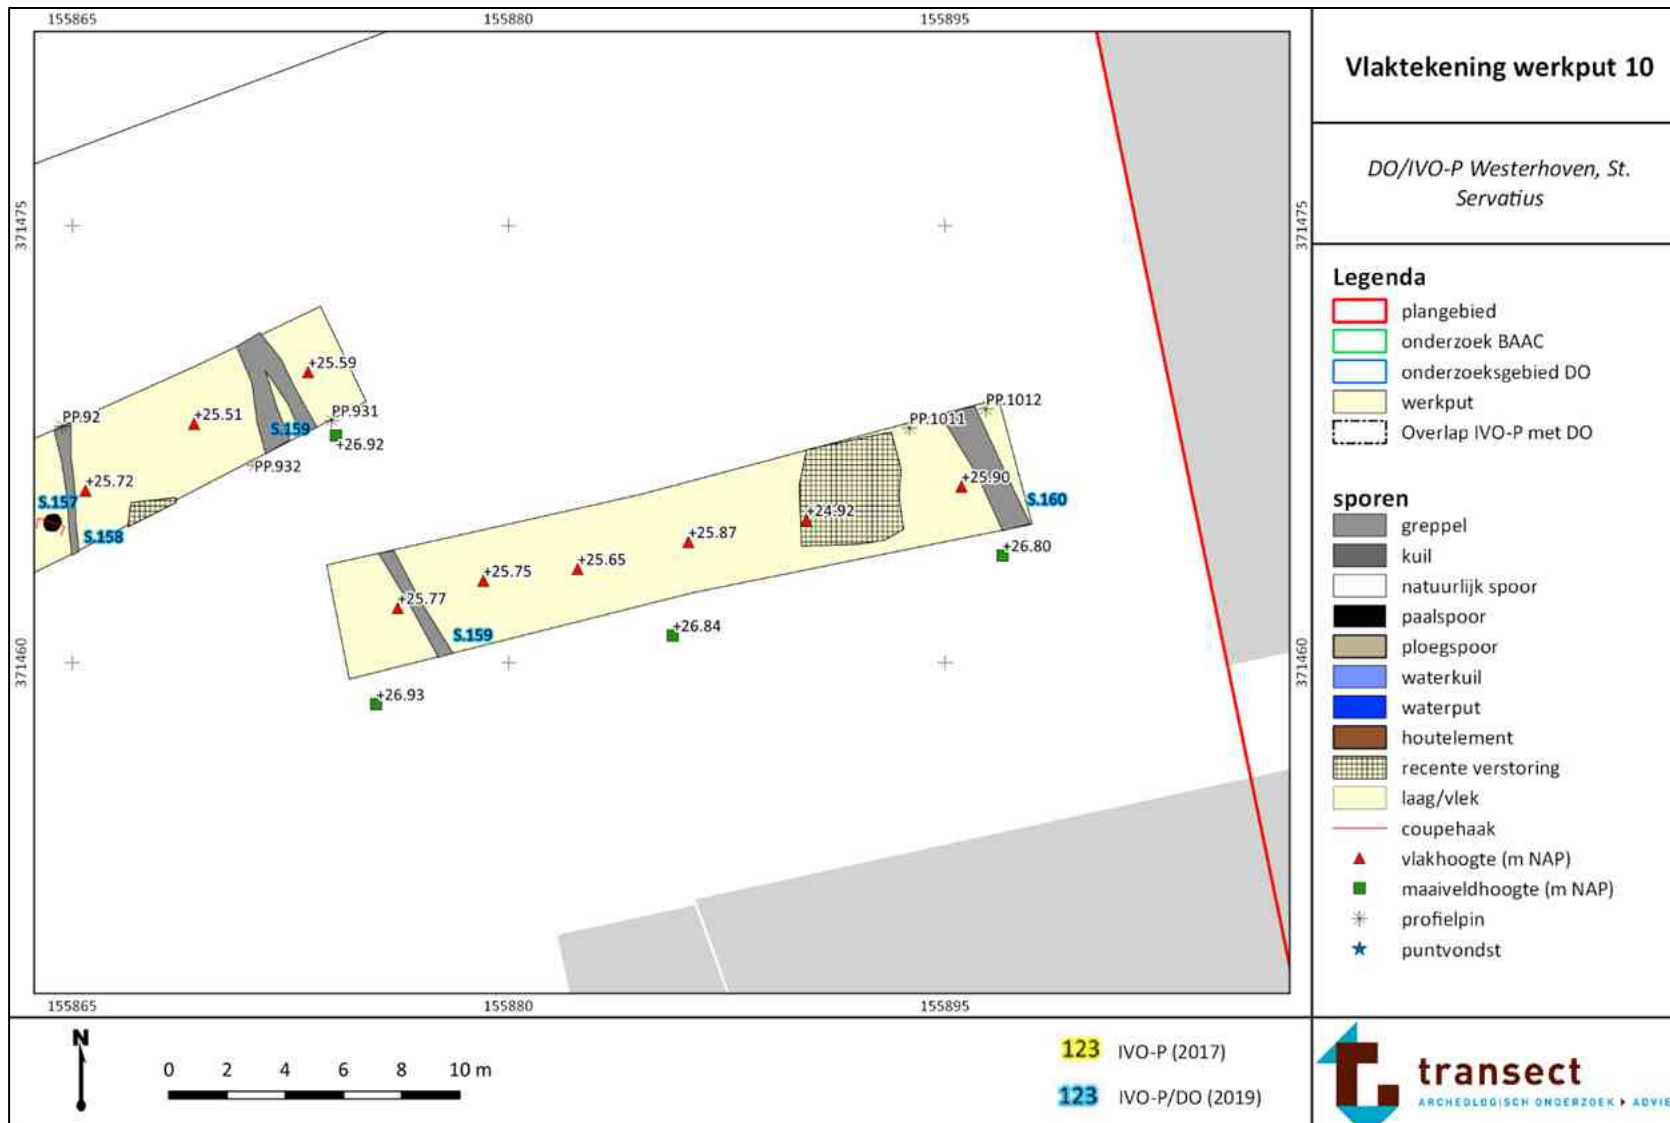 155865
155880
155895
371475
371475
+25.59
+25.51
PP.92
PP.931
S.159
+26.92
PP.932
+25.72
S.157
S.158
PP.1012
PP.1011
+25.90
S.160
+24.92
+25.87
+26.80
+25.65
+25.75
+25.77
+26.84
S.159
371460
371460
+26.93
155865
155880
155895
Vlaktekening werkput 10
DO/IVO-P Westerhoven, St.
Servatius
Legenda
plangebied
onderzoek BAAC
onderzoeksgebied DO
werkput
Overlap IVO-P met DO
sporen
greppel
kuil
natuurlijk spoor
paalspoor
ploegspoor
waterkuil
waterput
houtelement
recente verstoring
laag/vlek
coupehaak
vlakhoogte (m NAP)
maaiveldhoogte (m NAP)
profielpin
puntvondst
N
0 2 4 6 8 10 m
123 IVO-P (2017)
123 IVO-P/DO (2019)
transect
ARCHEOLOGISCH ONDERZOEK ▸ ADVIE